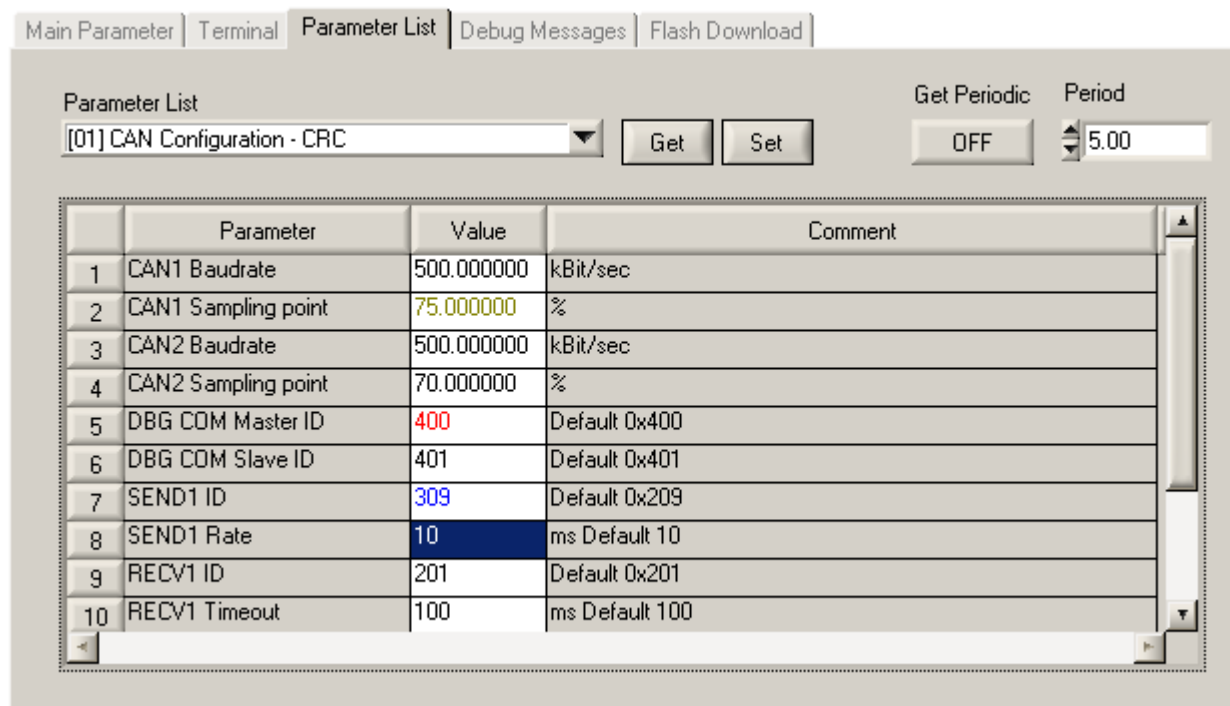 Main Parameter Terminal Parameter List Debug Messages Flash Download
Parameter List Get Periodic Period
[01] CAN Configuration - CRC Get Set OFF 5.00
Parameter Value Comment
1 CAN1 Baudrate 500.000000 kBit/sec
2 CAN1 Sampling point 75.000000 %
3 CAN2 Baudrate 500.000000 kBit/sec
4 CAN2 Sampling point 70.000000 %
5 DBG COM Master ID 400 Default 0x400
6 DBG COM Slave ID 401 Default 0x401
7 SEND1 ID 309 Default 0x209
8 SEND1 Rate 10 ms Default 10
9 RECV1 ID 201 Default 0x201
10 RECV1 Timeout 100 ms Default 100